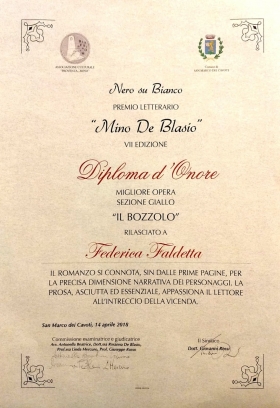 Nero su Bianco
PREMIO LETTERARIO
"Mino De Blasio"
VII EDIZIONE
Diploma d'Onore
MIGLIORE OPERA
SEZIONE GIALLO
"IL BOZZOLO"
RILASCIATO A
Federica Faldetta
IL ROMANZO SI CONNOTA, SIN DALLE PRIME PAGINE, PER
LA PRECISA DIMENSIONE NARRATIVA DEI PERSONAGGI. LA
PROSA, ASCIUTTA ED ESSENZIALE, APPASSIONA IL LETTORE
ALL'INTRECCIO DELLA VICENDA.
San Marco dei Cavoti, 14 aprile 2018
Commissione esaminatrice e giudicatrice
Il Sindaco